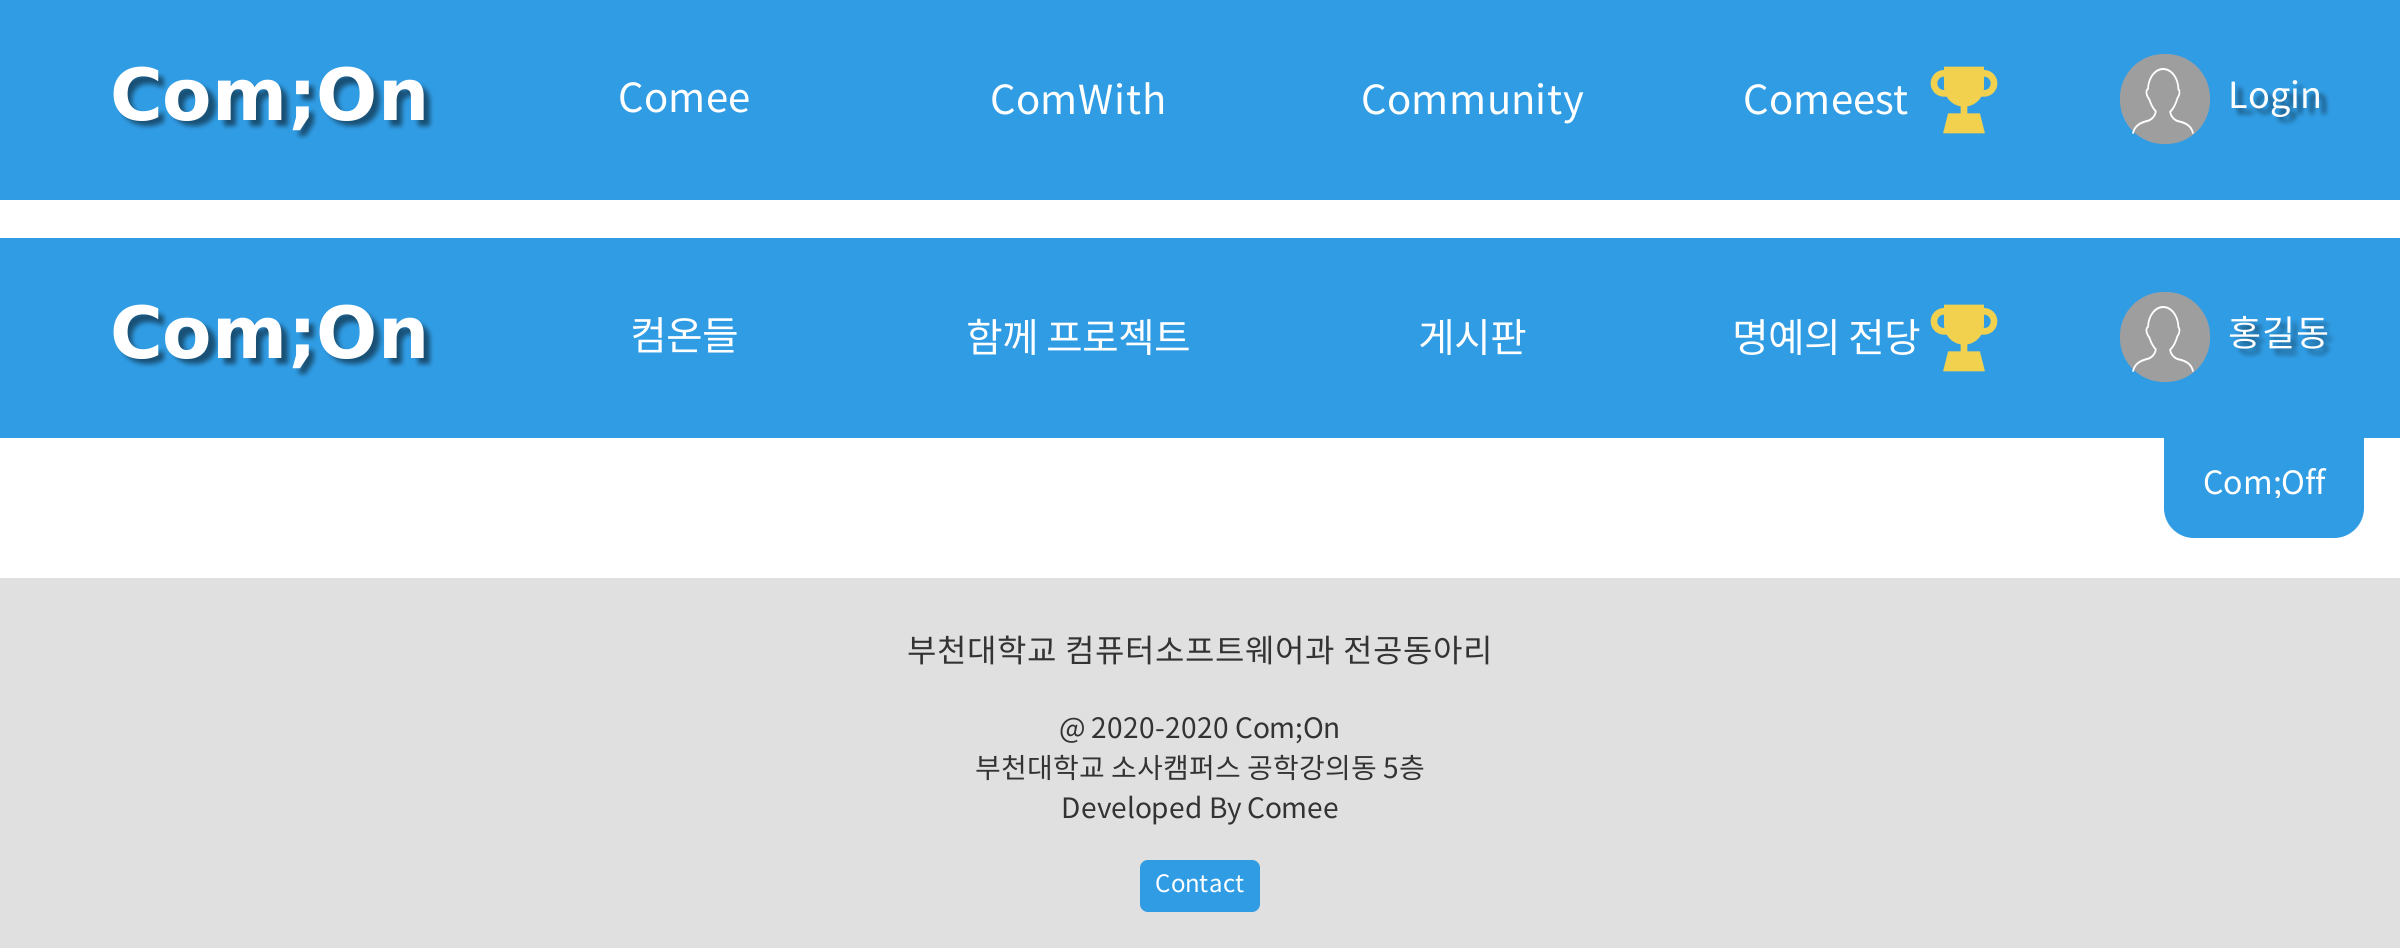 Com;On Comee ComWith Community Comeest Login
Com;On 컴온들 함께 프로젝트 게시판 명예의 전당 홍길동
Com;Off
부천대학교 컴퓨터소프트웨어과 전공동아리
@ 2020-2020 Com;On
부천대학교 소사캠퍼스 공학강의동 5층
Developed By Comee
Contact